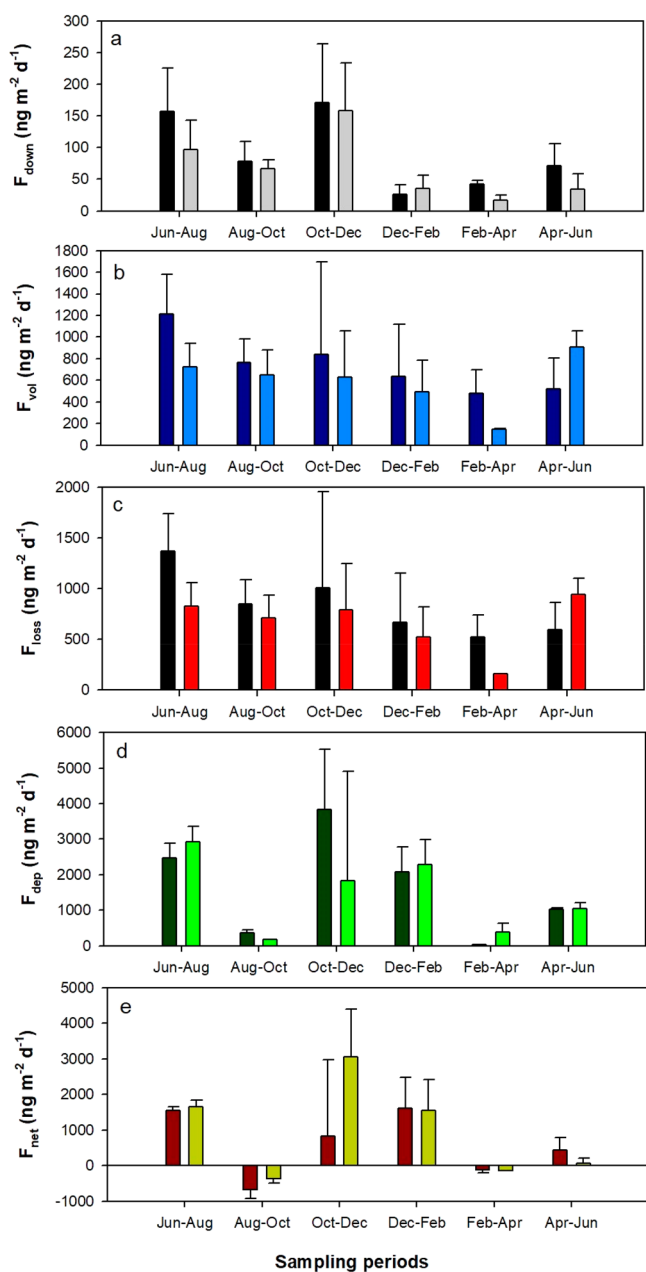 a
F_down (ng m⁻² d⁻¹)
300
250
200
150
100
50
0
Jun-Aug Aug-Oct Oct-Dec Dec-Feb Feb-Apr Apr-Jun
b
F_vol (ng m⁻² d⁻¹)
1800
1600
1400
1200
1000
800
600
400
200
0
Jun-Aug Aug-Oct Oct-Dec Dec-Feb Feb-Apr Apr-Jun
c
F_loss (ng m⁻² d⁻¹)
2000
1500
1000
500
0
Jun-Aug Aug-Oct Oct-Dec Dec-Feb Feb-Apr Apr-Jun
d
F_dep (ng m⁻² d⁻¹)
6000
5000
4000
3000
2000
1000
0
Jun-Aug Aug-Oct Oct-Dec Dec-Feb Feb-Apr Apr-Jun
e
F_net (ng m⁻² d⁻¹)
5000
4000
3000
2000
1000
0
-1000
Jun-Aug Aug-Oct Oct-Dec Dec-Feb Feb-Apr Apr-Jun
Sampling periods